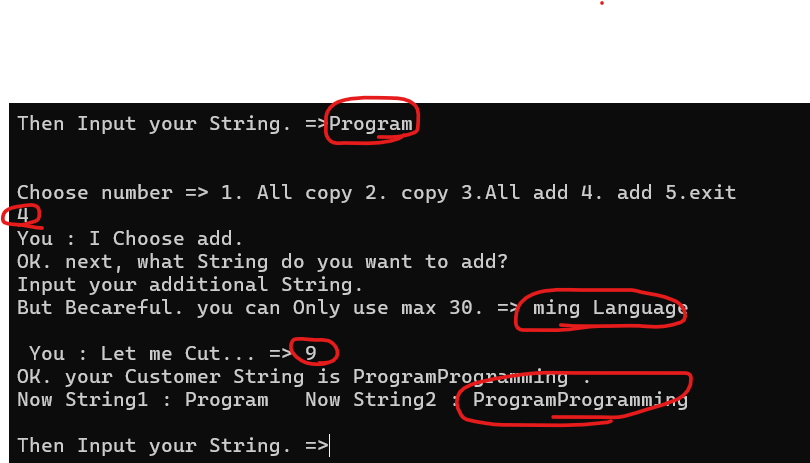 Then Input your String. =>Program
Choose number => 1. All copy 2. copy 3.All add 4. add 5.exit
4
You : I Choose add.
OK. next, what String do you want to add?
Input your additional String.
But Becareful. you can Only use max 30. => ming Language
You : Let me Cut... => 9
OK. your Customer String is ProgramProgramming .
Now String1 : Program   Now String2 : ProgramProgramming
Then Input your String. =>